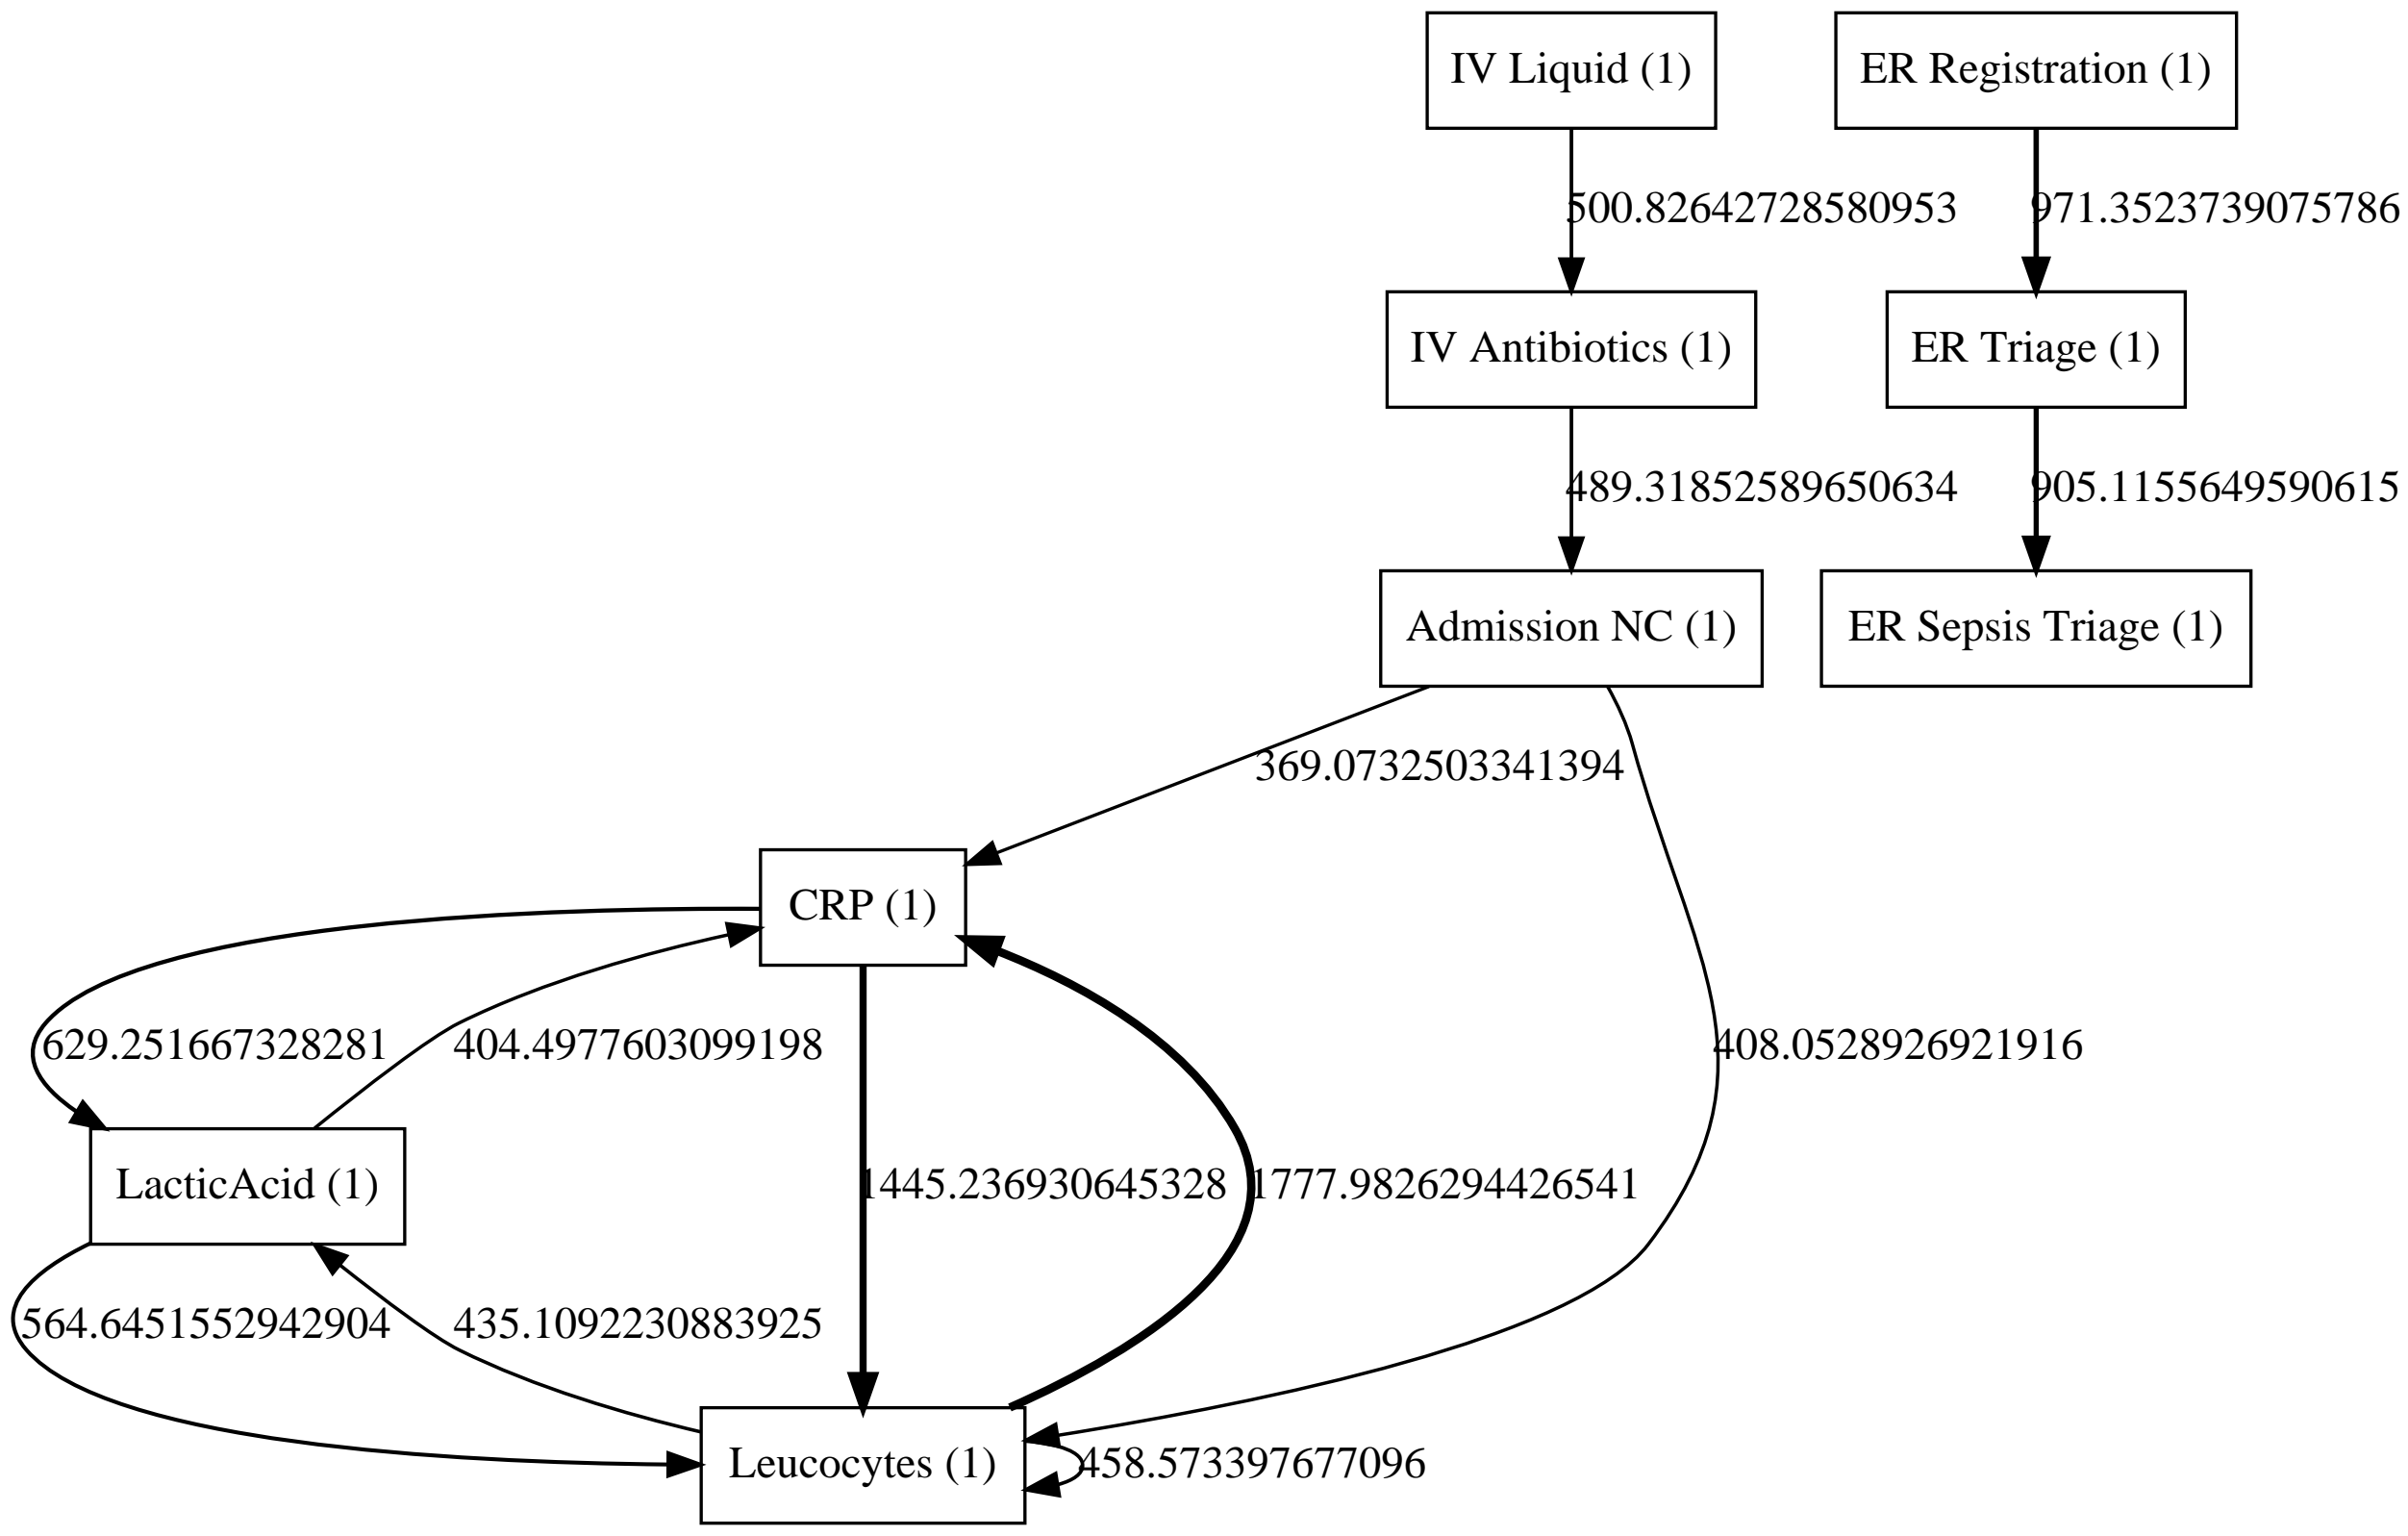 IV Liquid (1)
ER Registration (1)
500.82642728580953
971.3523739075786
IV Antibiotics (1)
ER Triage (1)
489.31852589650634
905.1155649590615
Admission NC (1)
ER Sepsis Triage (1)
369.0732503341394
CRP (1)
629.251667328281
404.4977603099198
408.0528926921916
LacticAcid (1)
1445.236930645328
1777.9826294426541
564.6451552942904
435.1092230883925
Leucocytes (1)
458.573397677096